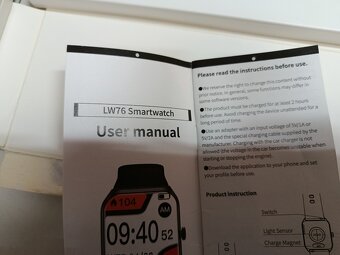 LW76 Smartwatch
User manual
104
AM
09:40 52
Please read the instructions before use.
●We reserve the right to change this content without
prior notice. In generic some functions may differ in
some software versions.
●The product must be charged for at least 2 hours
before use. Avoid charging the device unattended for a
long period of time.
●Use an adapter with an input voltage of 5V/1A or
5V/2A and the special charging cable supplied by the
manufacturer. Charging with the car charger is not
allowed (the voltage in the car becomes unstable when
starting or stopping the engine).
●Download the application to your phone and set
your profile before use.
Product instruction
Switch
Light Sensor
Charge Magnet